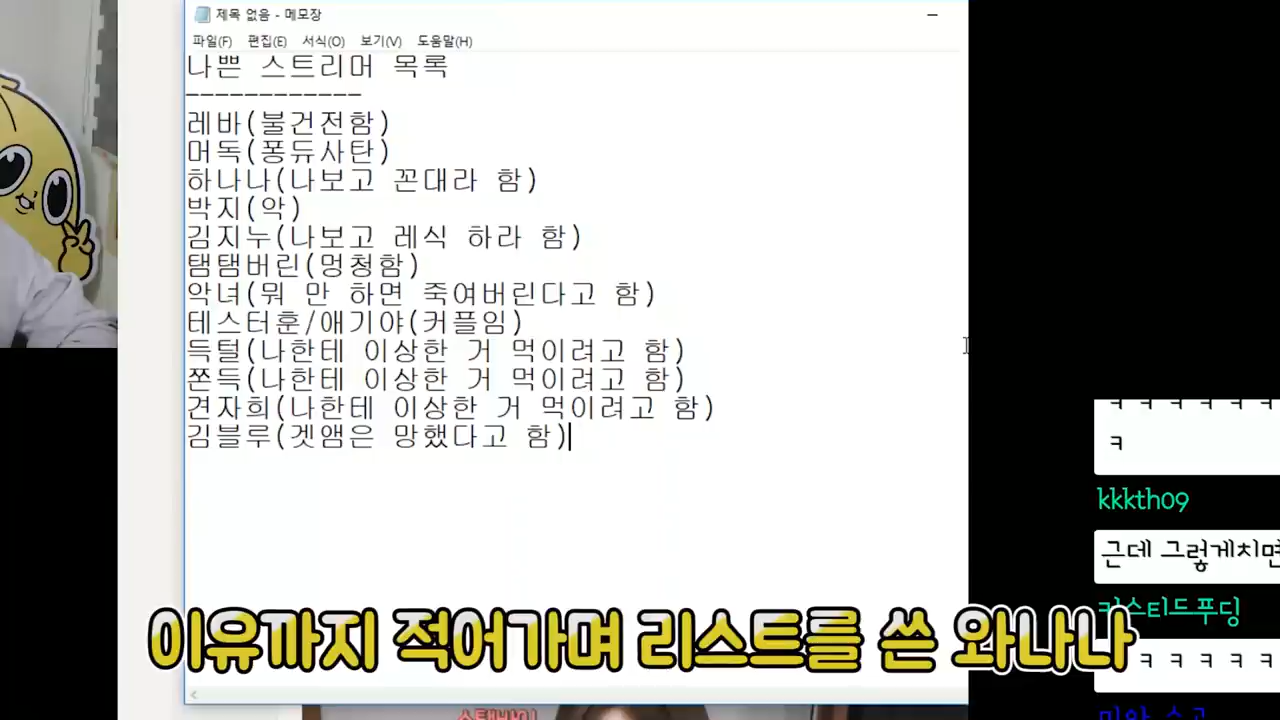 제목 없음 - 메모장
파일(F) 편집(E) 서식(O) 보기(V) 도움말(H)
나쁜 스트리머 목록
------------
레바(불건전함)
머독(퐁듀사탄)
하나나(나보고 꼰대라 함)
박지(악)
김지누(나보고 레식 하라 함)
탬탬버린(멍청함)
악녀(뭐 만 하면 죽여버린다고 함)
테스터훈/애기야(커플임)
득털(나한테 이상한 거 먹이려고 함)
쫀득(나한테 이상한 거 먹이려고 함)
견자희(나한테 이상한 거 먹이려고 함)
김블루(겟앰은 망했다고 함)
ㅋㅋㅋㅋㅋㅋ
ㅋ
kkkth09
근데 그렇게치면
커스티드푸딩
ㅋㅋㅋㅋㅋ
이유까지 적어가며 리스트를 쓴 와나나